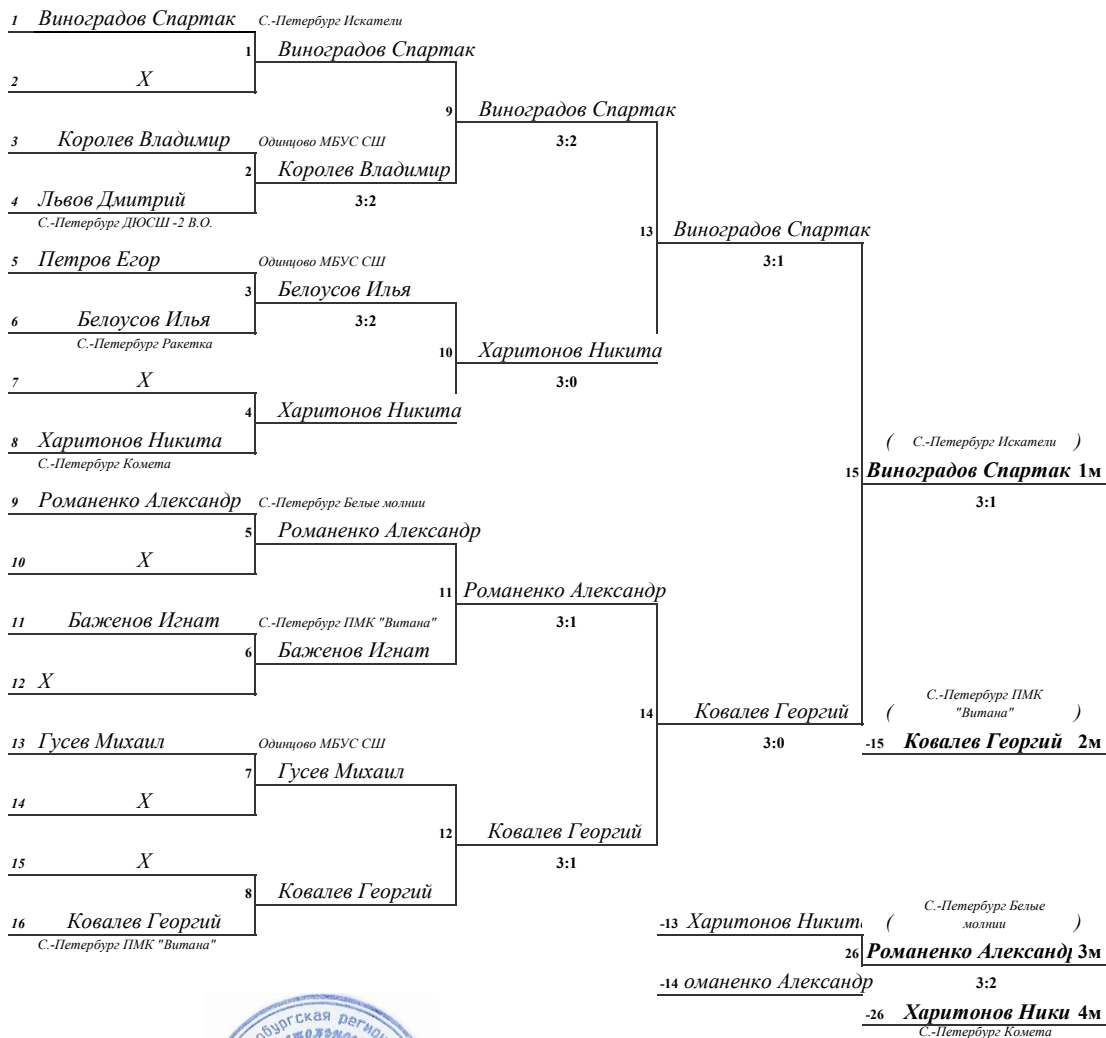 1 Виноградов Спартак С.-Петербург Искатели
1 Виноградов Спартак
2 X
9 Виноградов Спартак
3 Королев Владимир Одинцово МБУС СШ
3:2
2 Королев Владимир
4 Львов Дмитрий 3:2
С.-Петербург ДЮСШ -2 В.О.
13 Виноградов Спартак
5 Петров Егор Одинцово МБУС СШ
3:1
3 Белоусов Илья
6 Белоусов Илья 3:2
С.-Петербург Ракетка
10 Харитонов Никита
7 X
3:0
4 Харитонов Никита
8 Харитонов Никита
( С.-Петербург Искатели )
С.-Петербург Комета
15 Виноградов Спартак 1м
9 Романенко Александр С.-Петербург Белые молнии
3:1
5 Романенко Александр
10 X
11 Романенко Александр
11 Баженов Игнат С.-Петербург ПМК "Витана"
3:1
6 Баженов Игнат
12 X
С.-Петербург ПМК
14 Ковалев Георгий ( "Витана" )
13 Гусев Михаил Одинцово МБУС СШ
3:0
-15 Ковалев Георгий 2м
7 Гусев Михаил
14 X
12 Ковалев Георгий
15 X
3:1
8 Ковалев Георгий
16 Ковалев Георгий
С.-Петербург Белые
-13 Харитонов Никит ( молнии )
С.-Петербург ПМК "Витана"
26 Романенко Александр 3м
-14 оманенко Александр 3:2
-26 Харитонов Ники 4м
С.-Петербург Комета